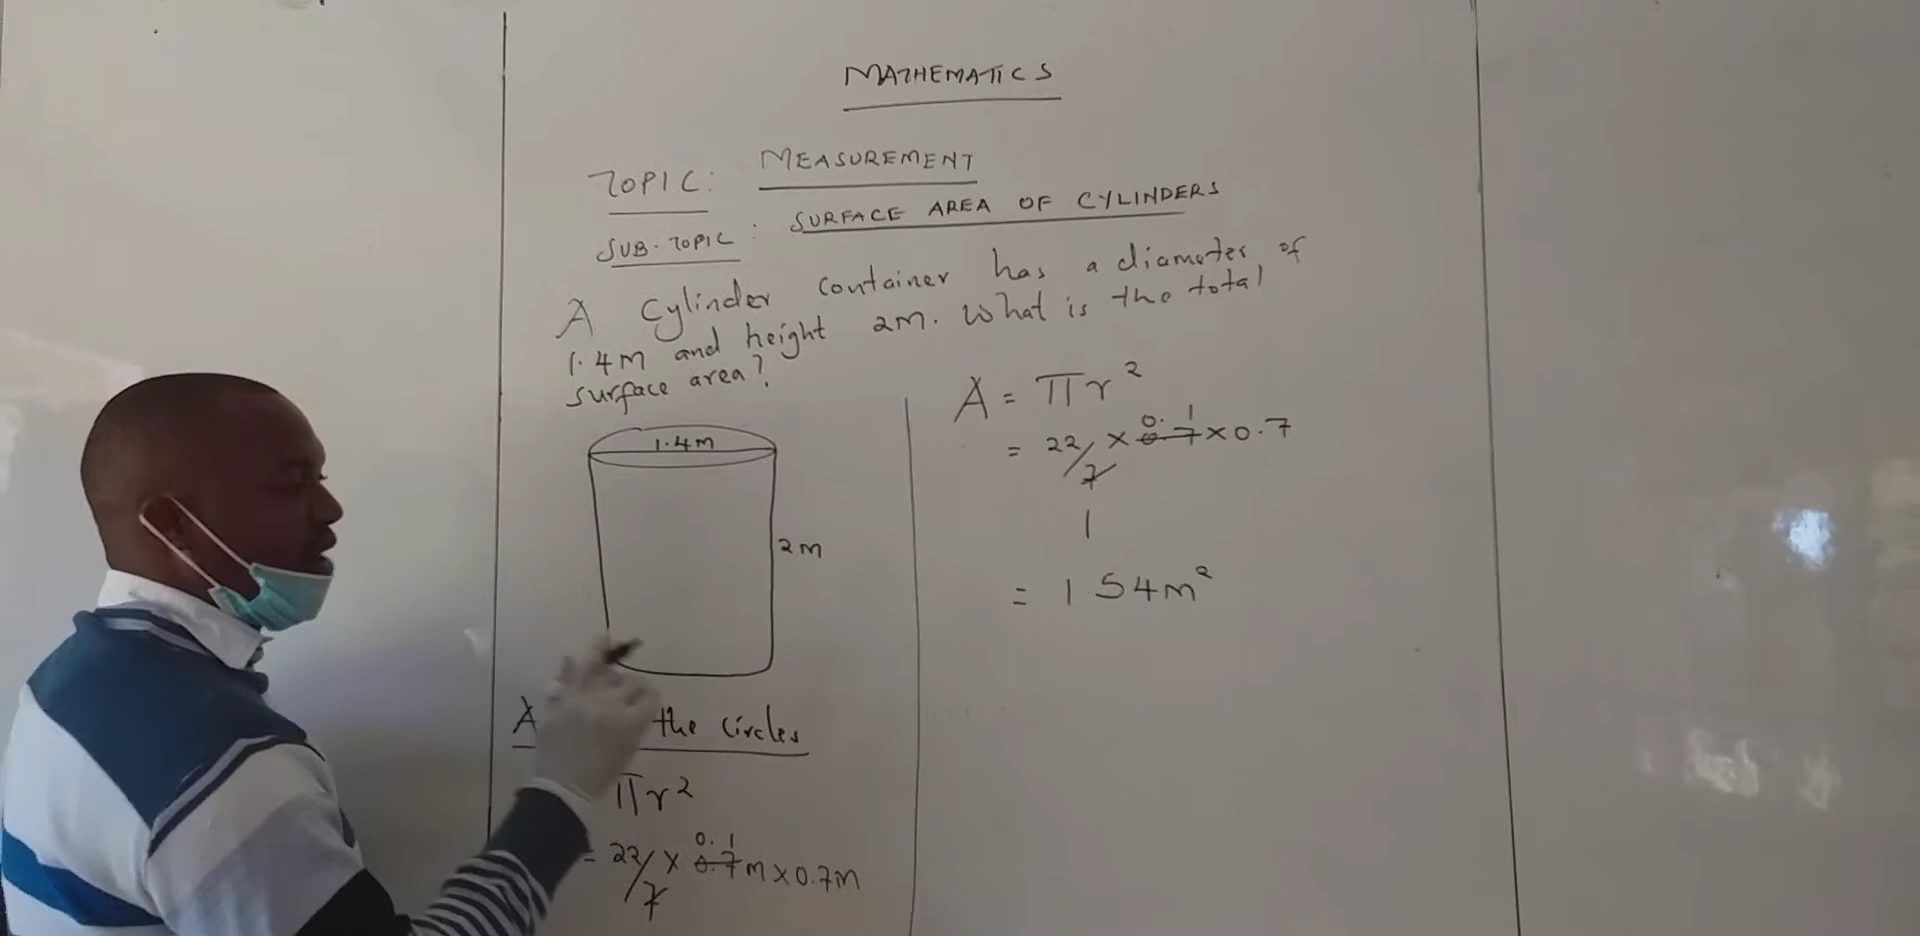 MATHEMATICS
TOPIC: MEASUREMENT
SUB-TOPIC: SURFACE AREA OF CYLINDERS
A cylinder container has a diameter of
1.4m and height 2m. What is the total
surface area?
1.4m
2m
A the circles
πr²
0.1
= 22/7 x 0.7m x 0.7m
A = πr²
0.1
= 22/7 x 0.7 x 0.7
1
= 1.54m²